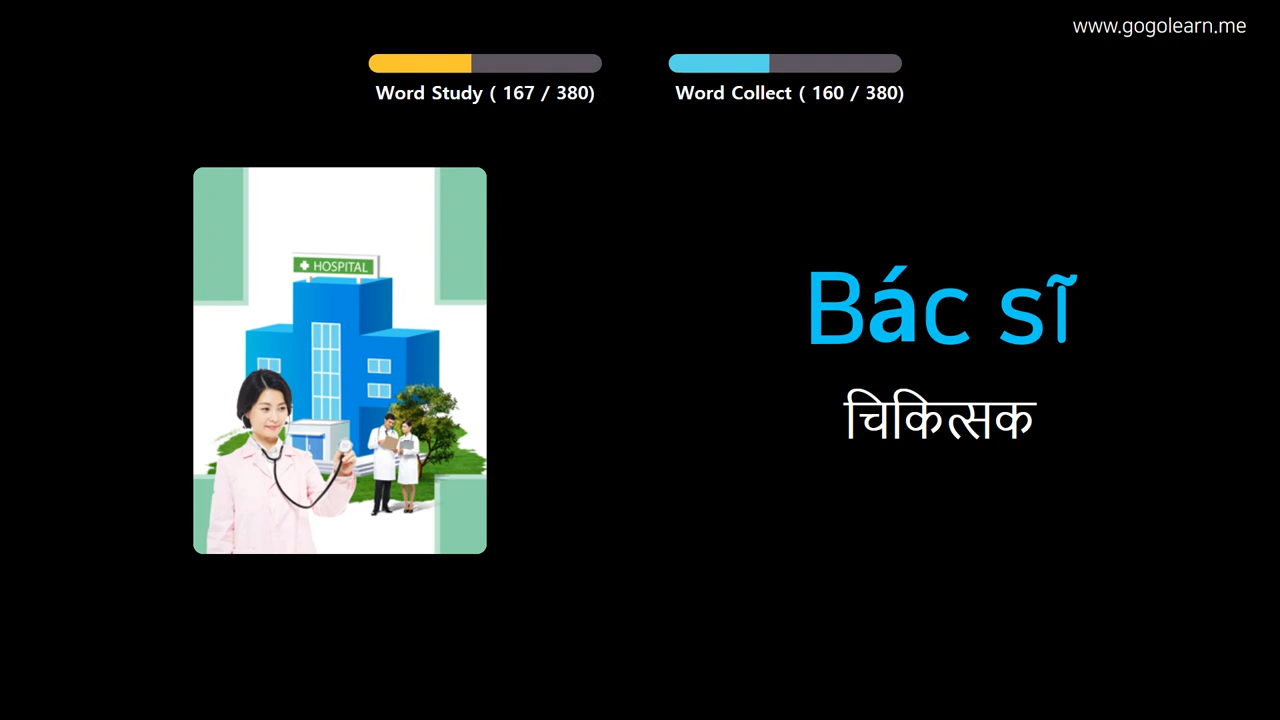 www.gogolearn.me
Word Study ( 167 / 380)
Word Collect ( 160 / 380)
HOSPITAL
Bác sĩ
चिकित्सक